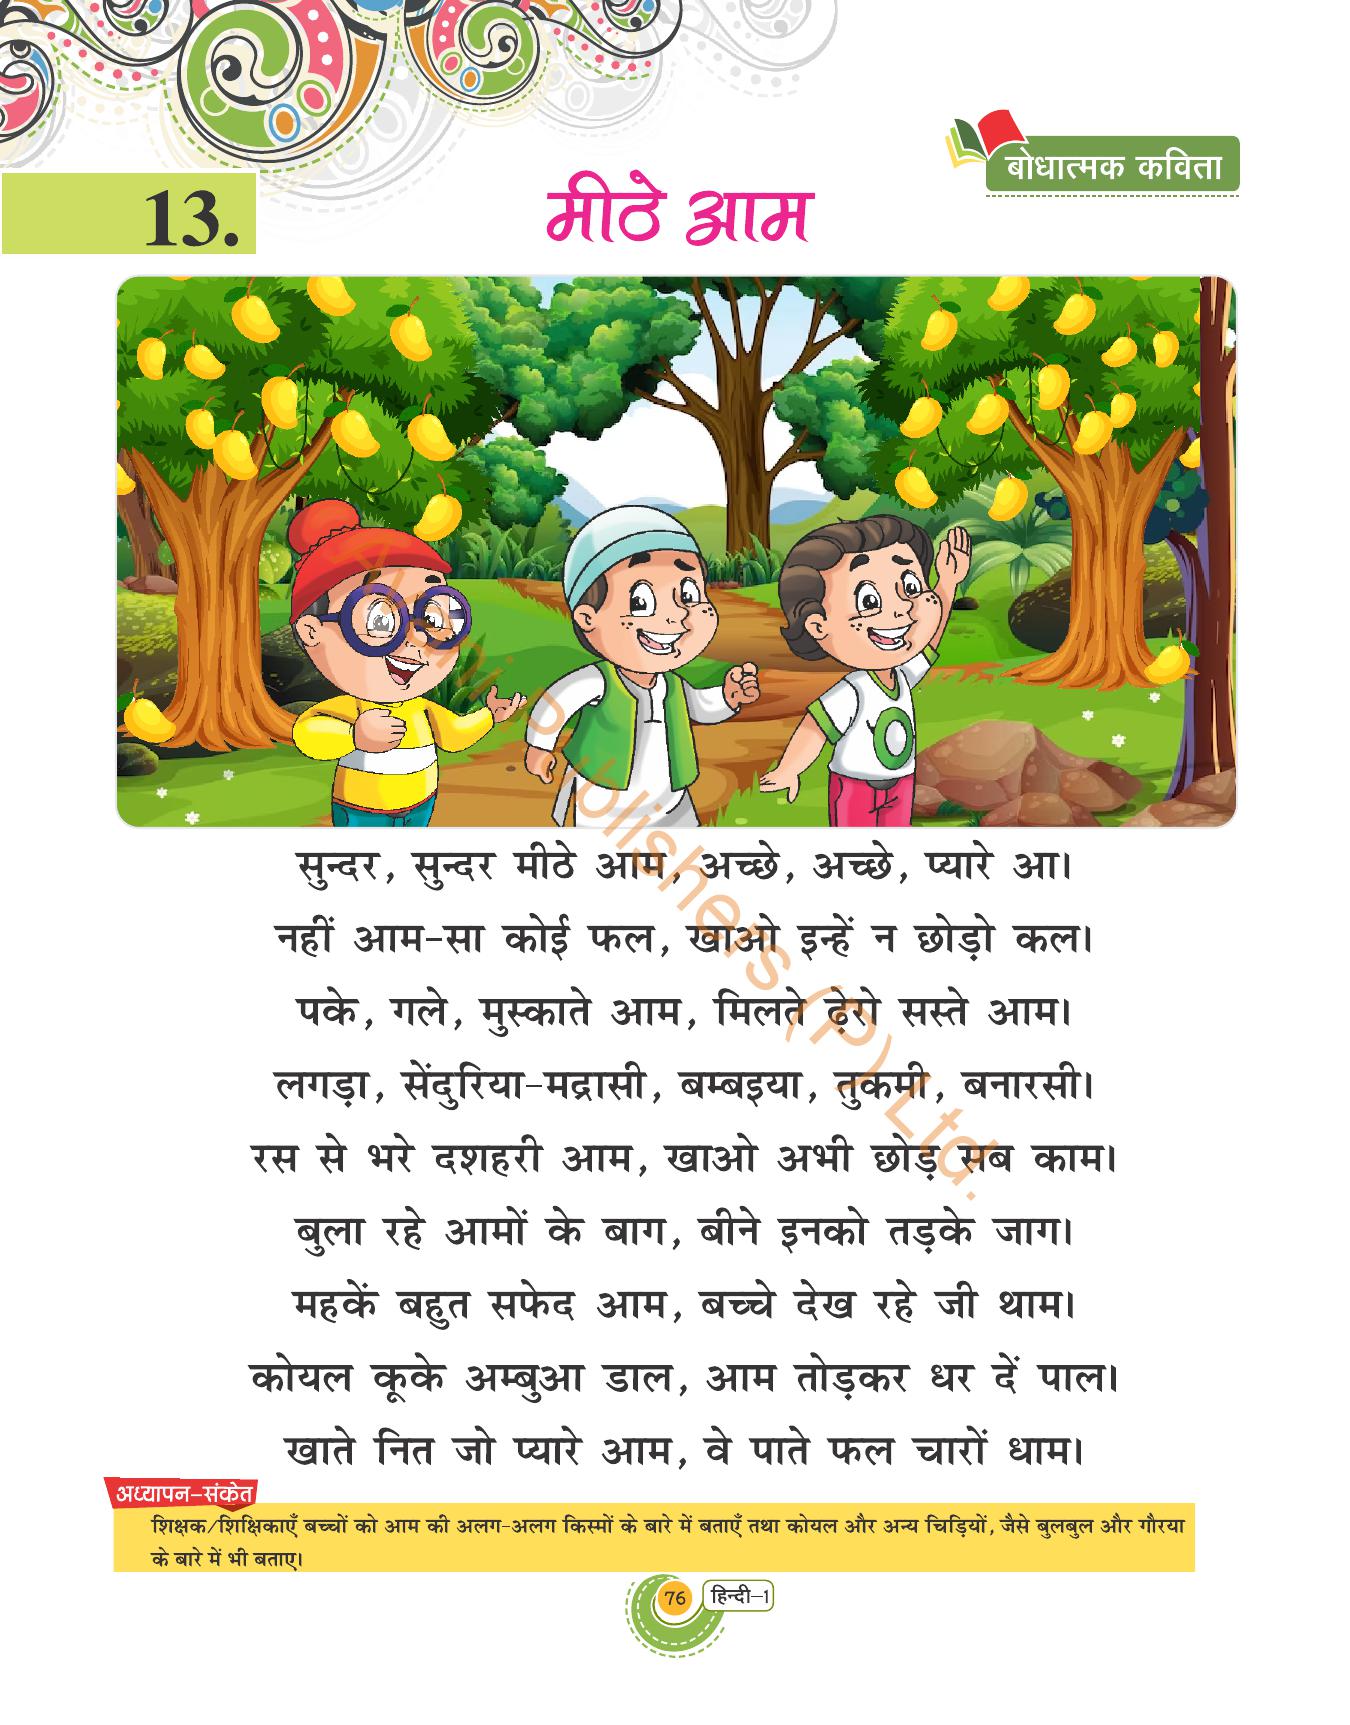 बोधात्मक कविता
13.
मीठे आम
सुन्दर, सुन्दर मीठे आम, अच्छे, अच्छे, प्यारे आ।
नहीं आम-सा कोई फल, खाओ इन्हें न छोड़ो कल।
पके, गले, मुस्काते आम, मिलते ढ़ेरो सस्ते आम।
लगड़ा, सेंदुरिया-मद्रासी, बम्बइया, तुकमी, बनारसी।
रस से भरे दशहरी आम, खाओ अभी छोड़ सब काम।
बुला रहे आमों के बाग, बीने इनको तड़के जाग।
महकें बहुत सफेद आम, बच्चे देख रहे जी थाम।
कोयल कूके अम्बुआ डाल, आम तोड़कर धर दें पाल।
खाते नित जो प्यारे आम, वे पाते फल चारों धाम।
अध्यापन-संकेत
शिक्षक/शिक्षिकाएँ बच्चों को आम की अलग-अलग किस्मों के बारे में बताएँ तथा कोयल और अन्य चिड़ियों, जैसे बुलबुल और गौरया
के बारे में भी बताए।
76 हिन्दी-1
Publishers (P) Ltd.